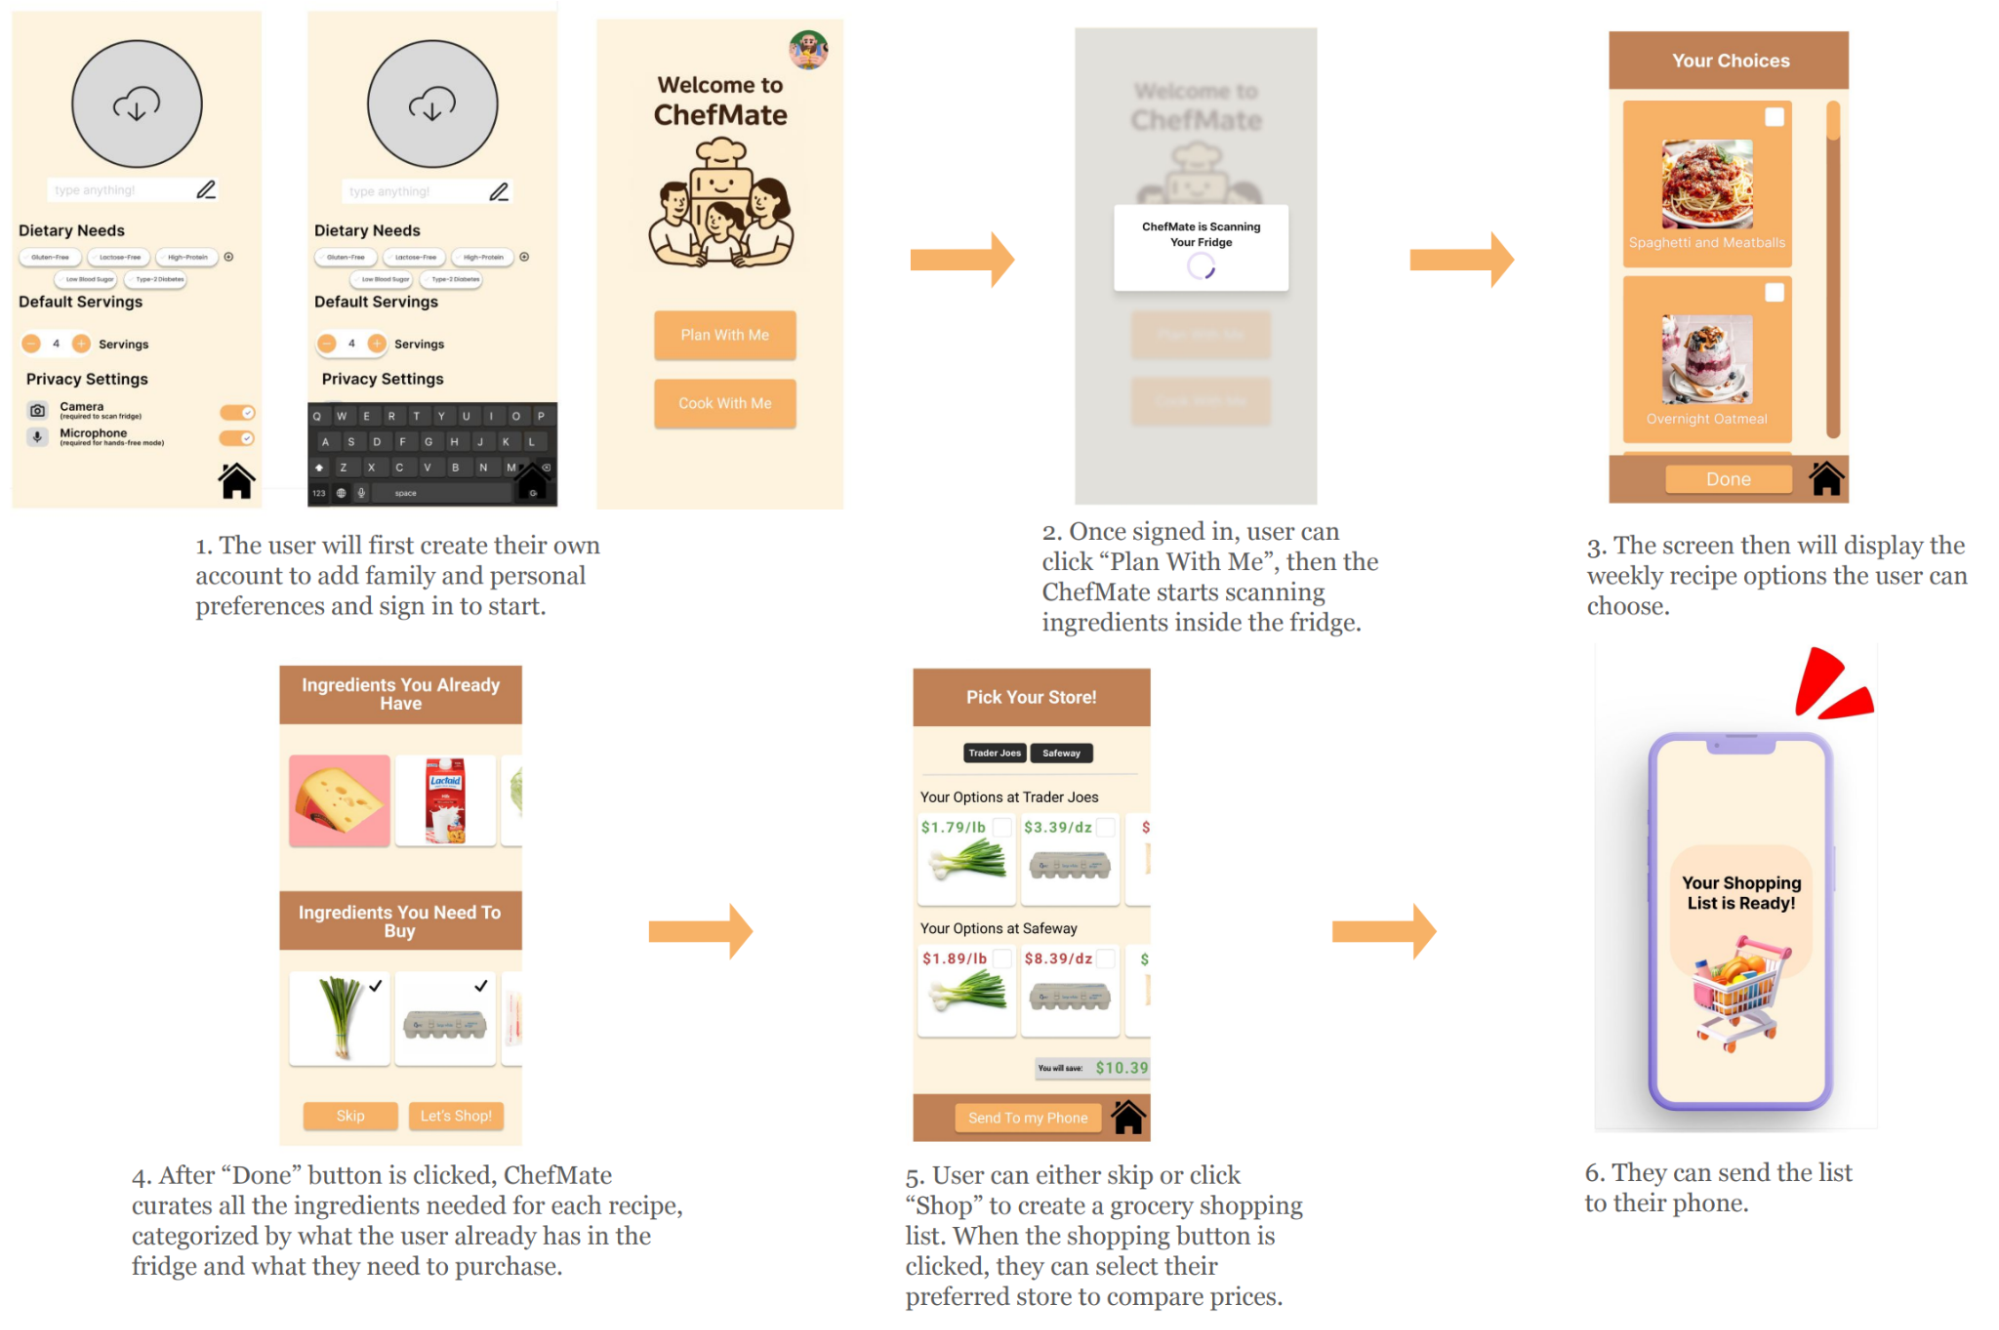 type anything!
Dietary Needs
Gluten-Free Lactose-Free High-Protein
Low Blood Sugar Type-2 Diabetes
Default Servings
4 Servings
Privacy Settings
Camera
(required to scan fridge)
Microphone
(required for hands-free mode)
type anything!
Dietary Needs
Gluten-Free Lactose-Free High-Protein
Low Blood Sugar Type-2 Diabetes
Default Servings
4 Servings
Privacy Settings
Q W E R T Y U I O P
A S D F G H J K L
Z X C V B N M
123 space G
Welcome to
ChefMate
Plan With Me
Cook With Me
1. The user will first create their own
account to add family and personal
preferences and sign in to start.
Welcome to
ChefMate
ChefMate is Scanning
Your Fridge
Plan With Me
Cook With Me
2. Once signed in, user can
click “Plan With Me”, then the
ChefMate starts scanning
ingredients inside the fridge.
Your Choices
Spaghetti and Meatballs
Overnight Oatmeal
Done
3. The screen then will display the
weekly recipe options the user can
choose.
Ingredients You Already
Have
Lactaid
Ingredients You Need To
Buy
Skip Let's Shop!
4. After “Done” button is clicked, ChefMate
curates all the ingredients needed for each recipe,
categorized by what the user already has in the
fridge and what they need to purchase.
Pick Your Store!
Trader Joes Safeway
Your Options at Trader Joes
$1.79/lb $3.39/dz $
Your Options at Safeway
$1.89/lb $8.39/dz $
You will save: $10.39
Send To my Phone
5. User can either skip or click
“Shop” to create a grocery shopping
list. When the shopping button is
clicked, they can select their
preferred store to compare prices.
Your Shopping
List is Ready!
6. They can send the list
to their phone.